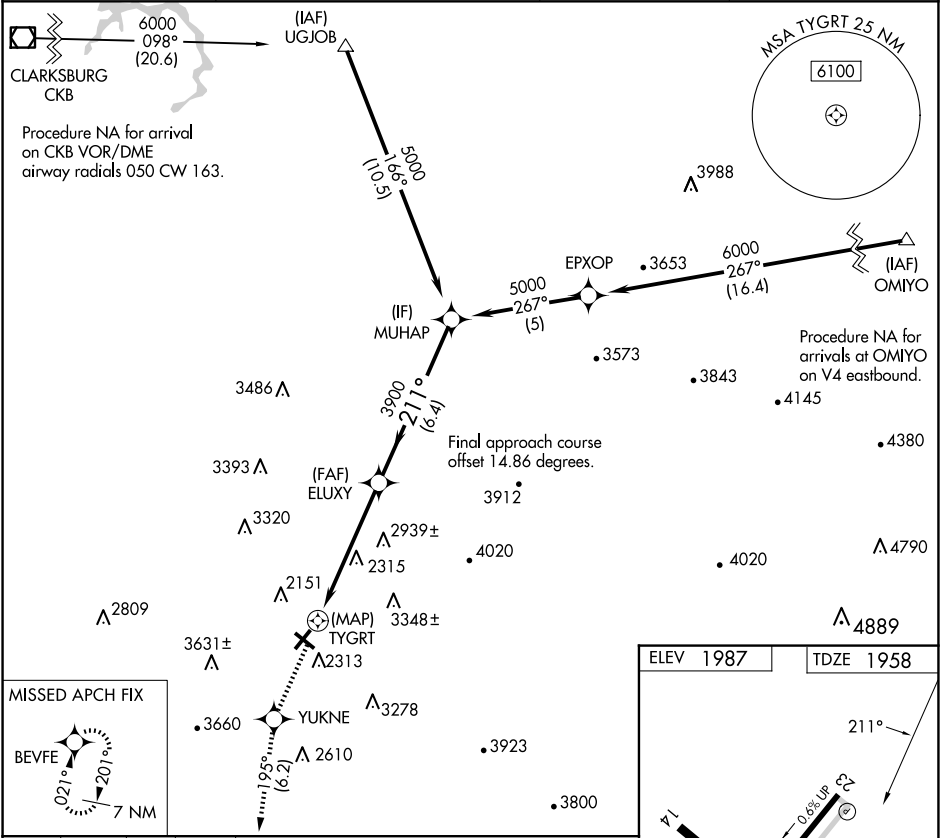 6000
098°
(20.6)
CLARKSBURG
CKB
(IAF)
UGJOB
MSA TYGRT 25 NM
6100
Procedure NA for arrival
on CKB VOR/DME
airway radials 050 CW 163.
5000
166°
(10.5)
3988
EPXOP
3653
6000
267°
(16.4)
(IAF)
OMIYO
5000
267°
(5)
(IF)
MUHAP
Procedure NA for
arrivals at OMIYO
on V4 eastbound.
3573
3843
4145
3486
3900
211°
(6.4)
Final approach course
offset 14.86 degrees.
4380
3393
(FAF)
ELUXY
3912
3320
2939±
2315
4020
4020
4790
2151
2809
3348±
(MAP)
TYGRT
4889
3631±
2313
ELEV 1987
TDZE 1958
MISSED APCH FIX
BEVFE
021°
201°
7 NM
3660
YUKNE
3278
211°
195°
(6.2)
2610
3923
3800
0.6% UP
23
P
14